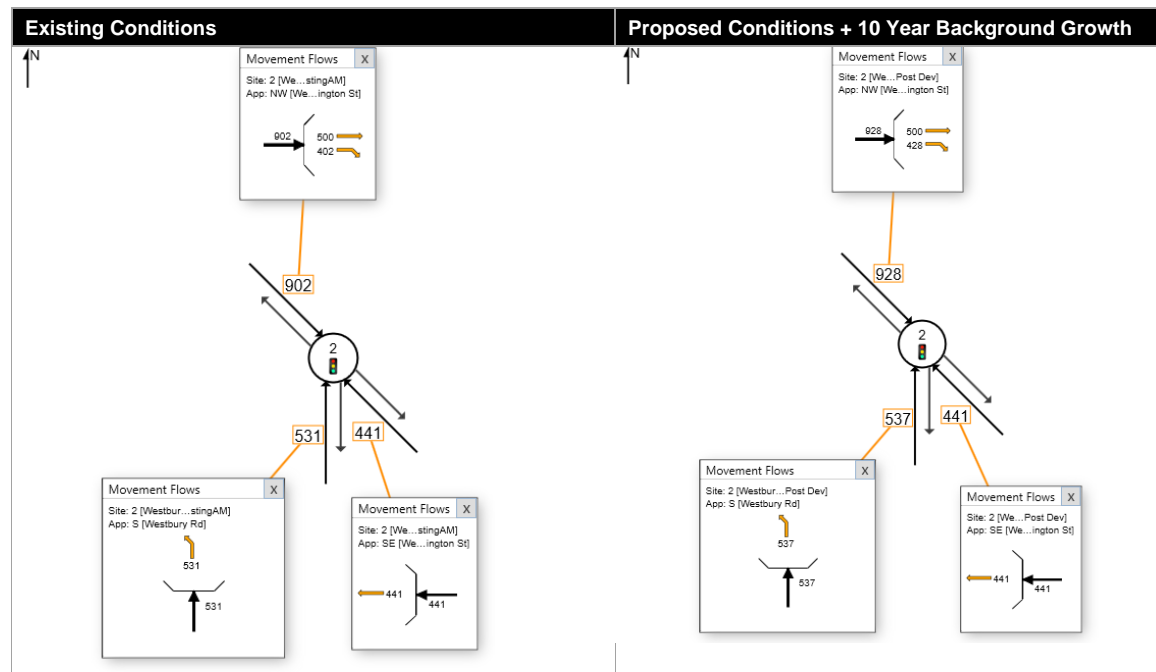 Existing Conditions
Proposed Conditions + 10 Year Background Growth
N
Movement Flows X
Site: 2 [We...stingAM]
App: NW [We...ington St]
902
500
402
902
2
531
441
Movement Flows X
Site: 2 [Westbur...stingAM]
App: S [Westbury Rd]
531
531
Movement Flows X
Site: 2 [We...stingAM]
App: SE [We...ington St]
441
441
N
Movement Flows X
Site: 2 [We...Post Dev]
App: NW [We...ington St]
928
500
428
928
2
537
441
Movement Flows X
Site: 2 [Westbur...Post Dev]
App: S [Westbury Rd]
537
537
Movement Flows X
Site: 2 [We...Post Dev]
App: SE [We...ington St]
441
441